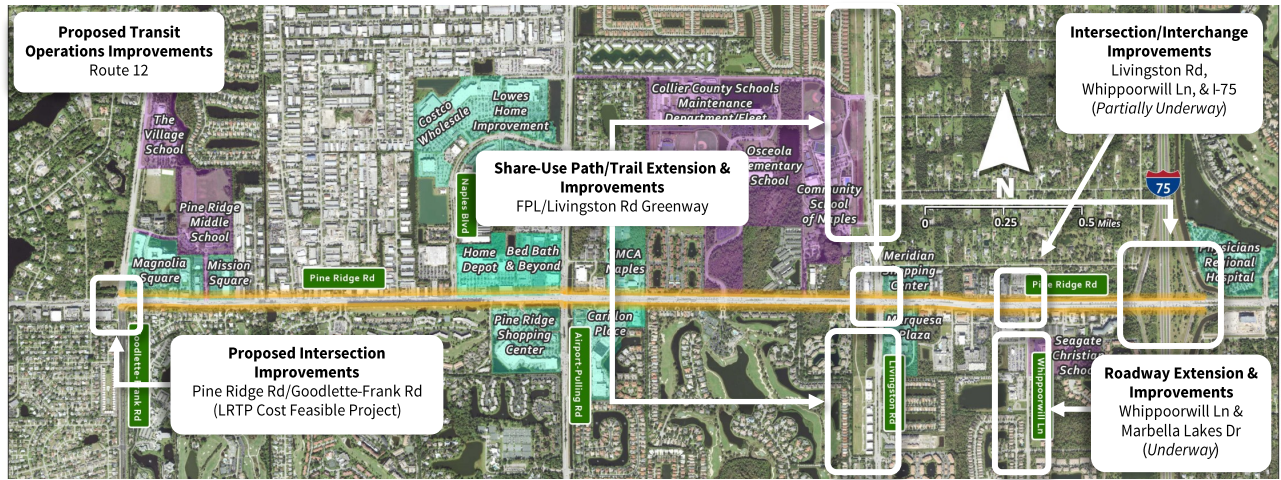 Proposed Transit
Operations Improvements
Route 12
Intersection/Interchange
Improvements
Livingston Rd,
Whippoorwill Ln, & I-75
(Partially Underway)
The
Village
School
Costco
Wholesale
Lowes
Home
Improvement
Collier County Schools
Maintenance
Department/Fleet
Osceola
Elementary
School
Community
School
of Naples
Share-Use Path/Trail Extension &
Improvements
FPL/Livingston Rd Greenway
N
75
0 0.25 0.5 Miles
Naples Blvd
Pine Ridge
Middle
School
Magnolia
Square
Mission
Square
Pine Ridge Rd
Home
Depot
Bed Bath
& Beyond
YMCA
Naples
Meridian
Shopping
Center
Pine Ridge Rd
Physicians
Regional
Hospital
Pine Ridge
Shopping
Center
Carillon
Place
Marquesa
Plaza
Seagate
Christian
School
Goodlette-Frank Rd
Airport-Pulling Rd
Livingston Rd
Whippoorwill Ln
Proposed Intersection
Improvements
Pine Ridge Rd/Goodlette-Frank Rd
(LRTP Cost Feasible Project)
Roadway Extension &
Improvements
Whippoorwill Ln &
Marbella Lakes Dr
(Underway)